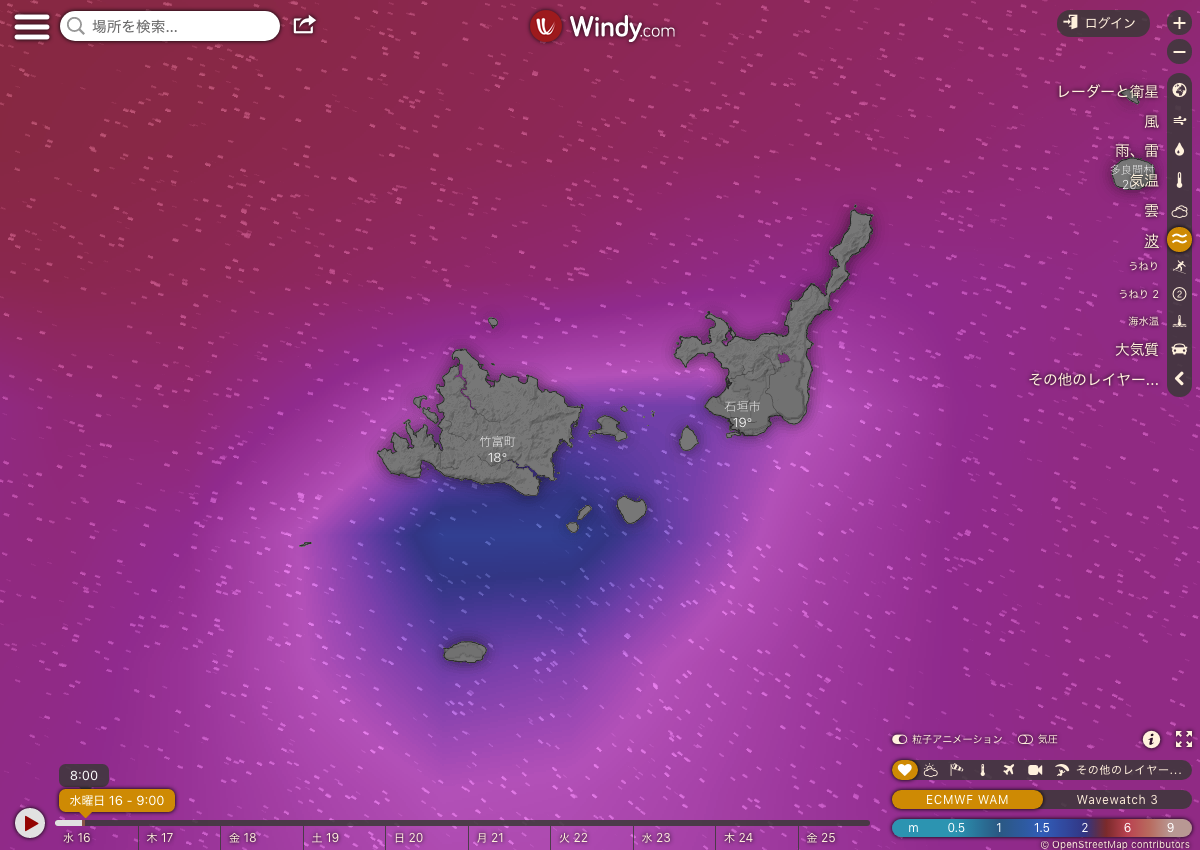 場所を検索...
Windy.com
ログイン
レーダーと衛星
風
雨、雷
多良間村
20°
気温
雲
波
うねり
うねり 2
海水温
大気質
その他のレイヤー...
石垣市
19°
竹富町
18°
粒子アニメーション
気圧
その他のレイヤー...
ECMWF WAM
Wavewatch 3
m 0.5 1 1.5 2 6 9
© OpenStreetMap contributors
8:00
水曜日 16 - 9:00
水 16
木 17
金 18
土 19
日 20
月 21
火 22
水 23
木 24
金 25